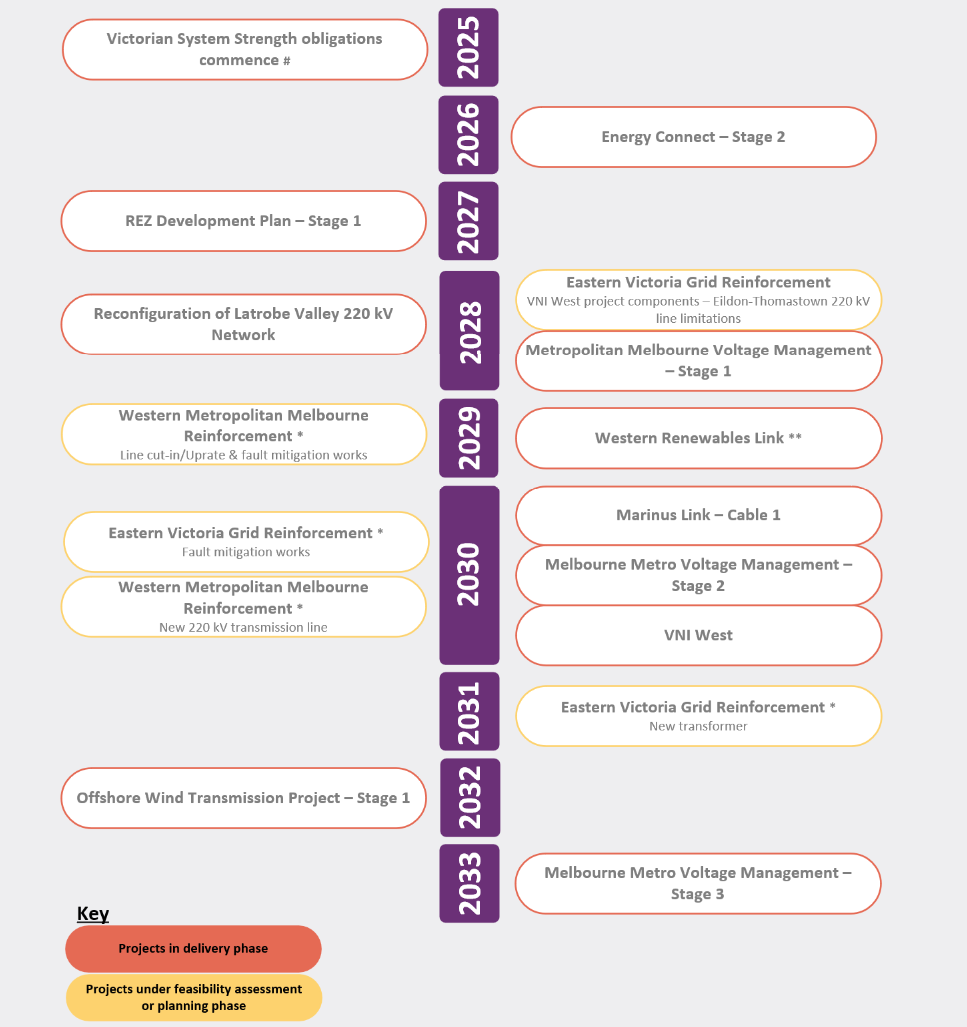 Victorian System Strength obligations
commence #
2025
2026
Energy Connect – Stage 2
REZ Development Plan – Stage 1
2027
Reconfiguration of Latrobe Valley 220 kV
Network
2028
Eastern Victoria Grid Reinforcement
VNI West project components – Eildon-Thomastown 220 kV
line limitations
Metropolitan Melbourne Voltage Management
– Stage 1
Western Metropolitan Melbourne
Reinforcement *
Line cut-in/Uprate & fault mitigation works
2029
Western Renewables Link **
Eastern Victoria Grid Reinforcement *
Fault mitigation works
Western Metropolitan Melbourne
Reinforcement *
New 220 kV transmission line
2030
Marinus Link – Cable 1
Melbourne Metro Voltage Management –
Stage 2
VNI West
2031
Eastern Victoria Grid Reinforcement *
New transformer
Offshore Wind Transmission Project – Stage 1
2032
2033
Melbourne Metro Voltage Management –
Stage 3
Key
Projects in delivery phase
Projects under feasibility assessment
or planning phase